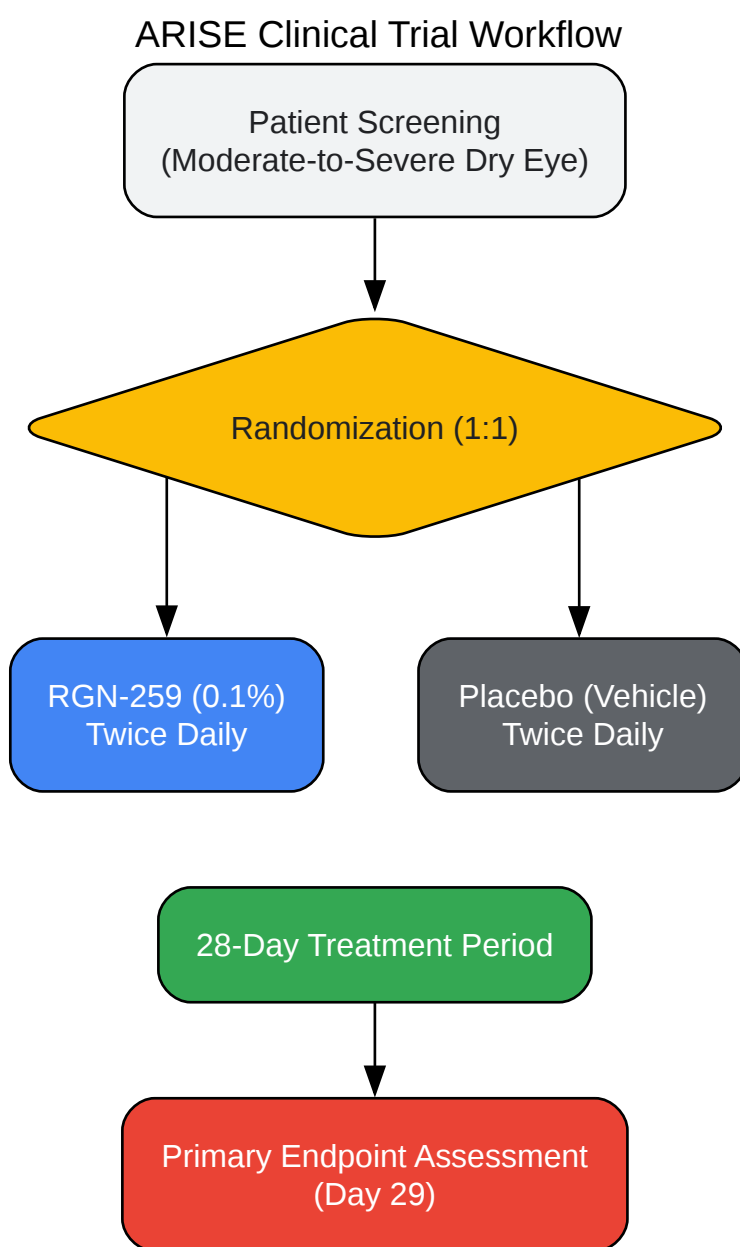 ARISE Clinical Trial Workflow
Patient Screening
(Moderate-to-Severe Dry Eye)
Randomization (1:1)
RGN-259 (0.1%)
Twice Daily
Placebo (Vehicle)
Twice Daily
28-Day Treatment Period
Primary Endpoint Assessment
(Day 29)